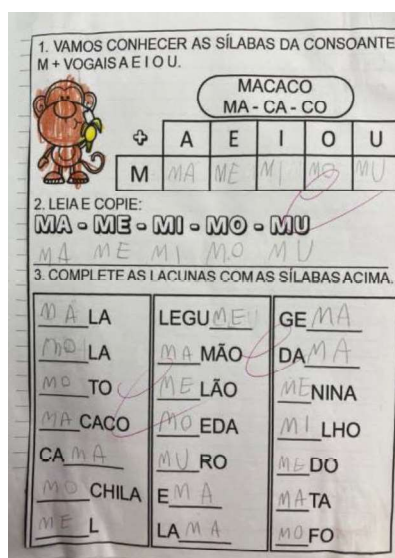 1. VAMOS CONHECER AS SÍLABAS DA CONSOANTE
M + VOGAIS A E I O U.
MACACO
MA - CA - CO
+ A E I O U
M MA ME MI MO MU
2. LEIA E COPIE:
MA - ME - MI - MO - MU
MA ME MI MO MU
3. COMPLETE AS LACUNAS COM AS SÍLABAS ACIMA.
MALA
MOLA
MOTO
MACACO
CAMA
MOCHILA
MEL
LEGUME
MAMÃO
MELÃO
MOEDA
MURO
EMA
LAMA
GEMA
DAMA
MENINA
MILHO
MEDO
MATA
MOFO